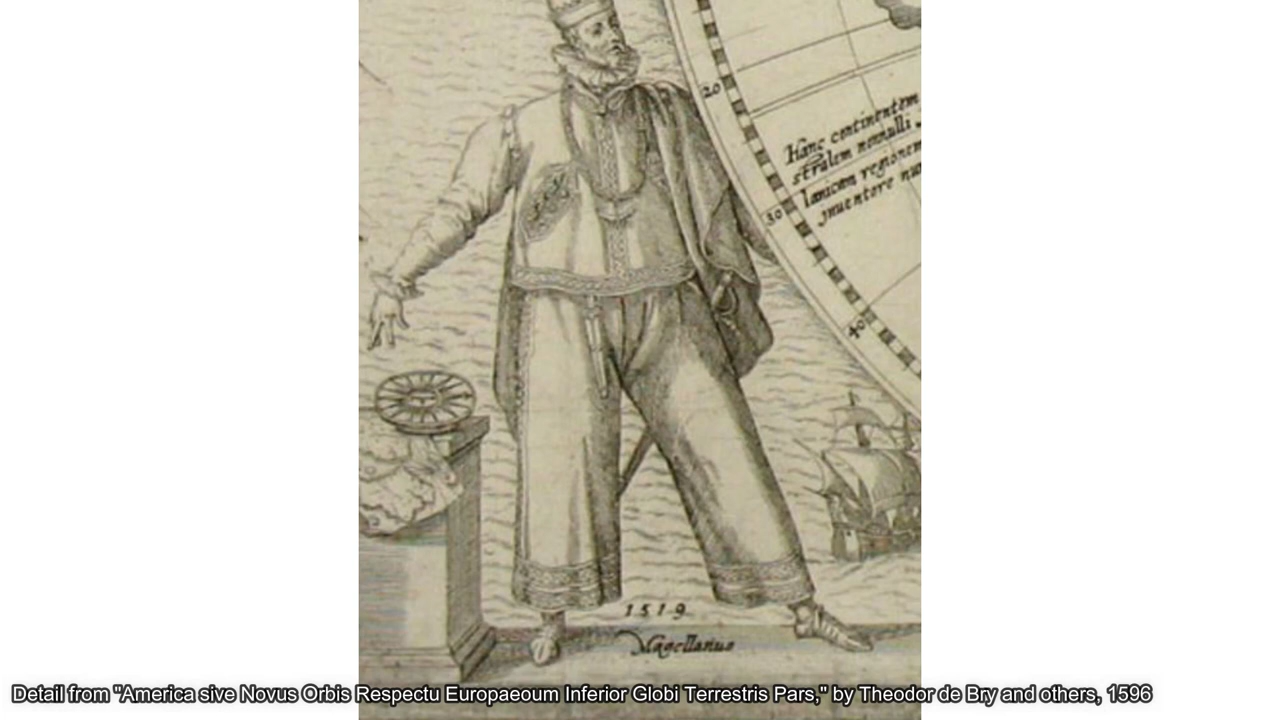 20
Hanc continentem
stralem nonnulli
lanicam regionem
jnuentore nu
30
40
1519
Magellanus
Detail from "America sive Novus Orbis Respectu Europaeoum Inferior Globi Terrestris Pars," by Theodor de Bry and others, 1596